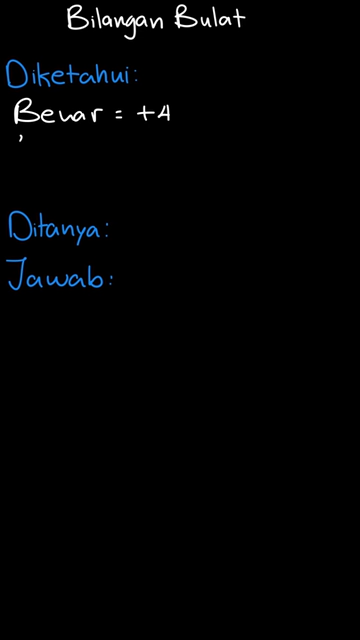 Bilangan Bulat
Diketahui:
Benar = +4
Ditanya:
Jawab: